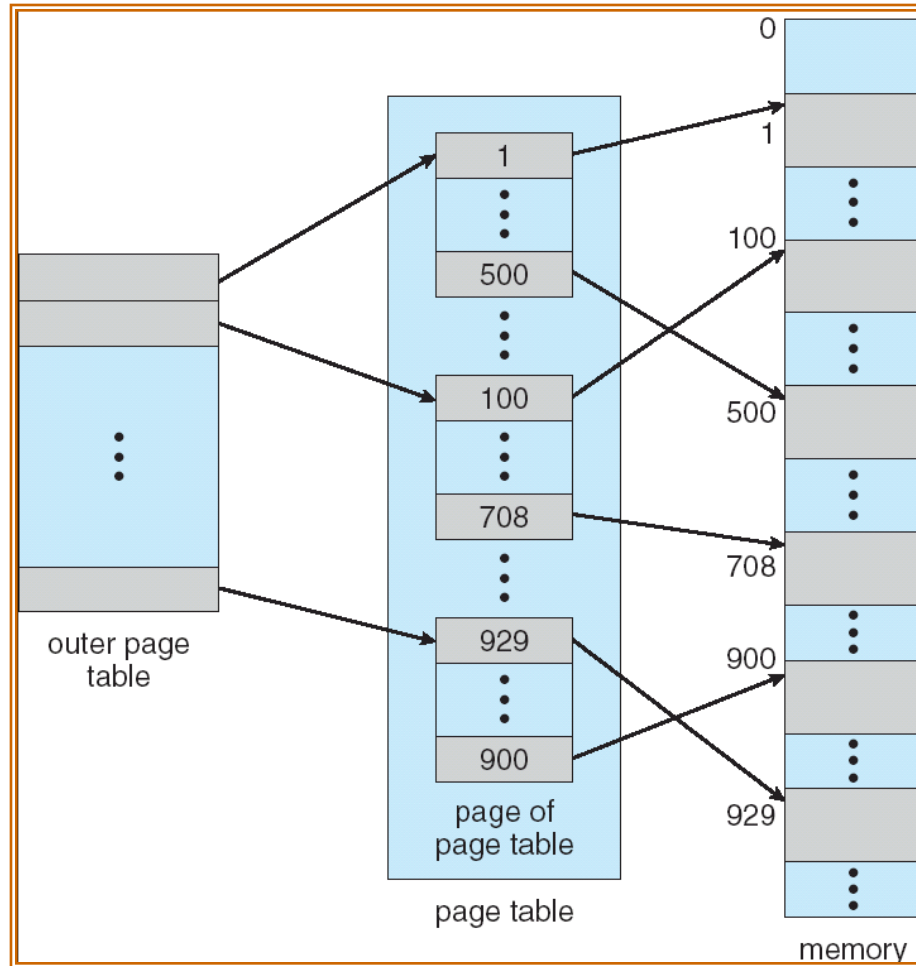 outer page
table
1
500
100
708
929
900
page of
page table
page table
0
1
100
500
708
900
929
memory